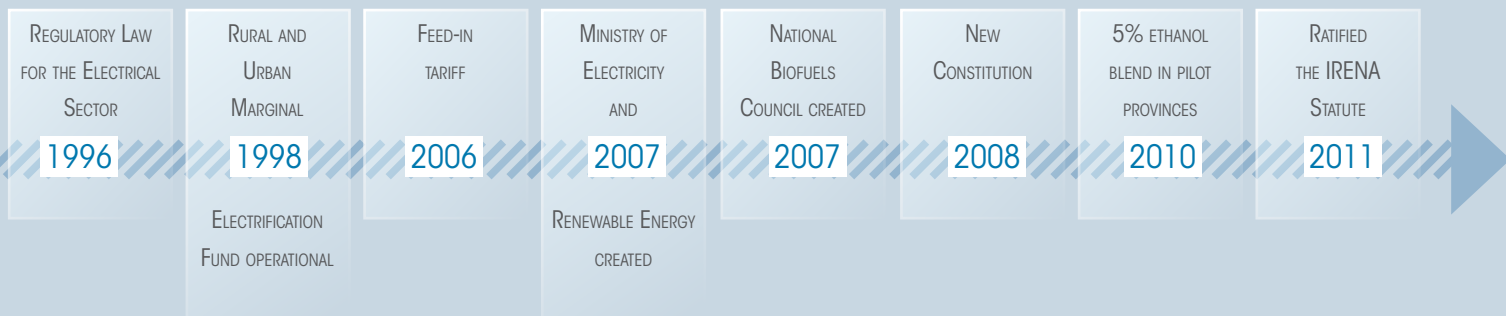 Regulatory Law
for the Electrical
Sector
1996
Rural and
Urban
Marginal
1998
Electrification
Fund operational
Feed-in
tariff
2006
Ministry of
Electricity
and
2007
Renewable Energy
created
National
Biofuels
Council created
2007
New
Constitution
2008
5% ethanol
blend in pilot
provinces
2010
Ratified
the IRENA
Statute
2011